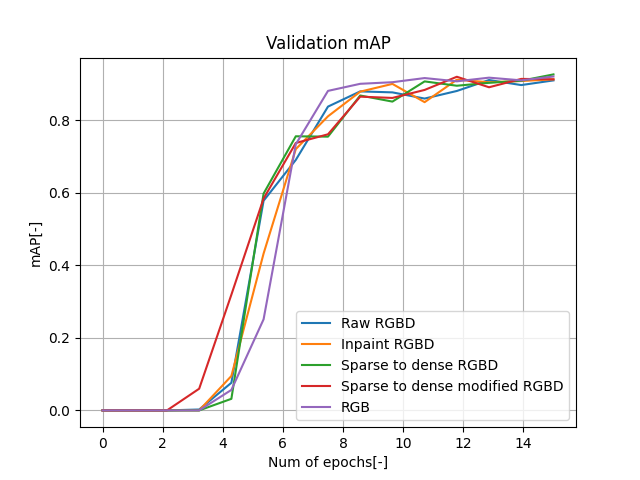 Validation mAP
mAP[-]
0.8
0.6
0.4
0.2
0.0
Raw RGBD
Inpaint RGBD
Sparse to dense RGBD
Sparse to dense modified RGBD
RGB
0 2 4 6 8 10 12 14
Num of epochs[-]